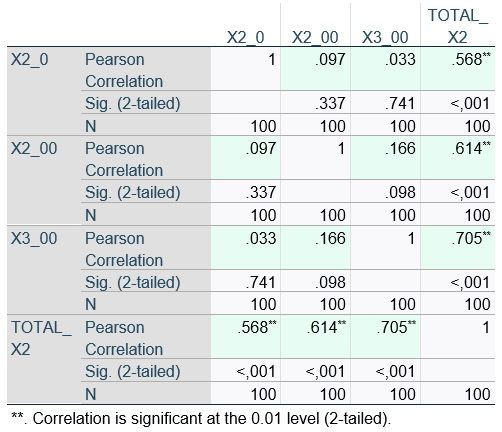 TOTAL_
X2_0 X2_00 X3_00 X2
X2_0 Pearson 1 .097 .033 .568**
Correlation
Sig. (2-tailed) .337 .741 <,001
N 100 100 100 100
X2_00 Pearson .097 1 .166 .614**
Correlation
Sig. (2-tailed) .337 .098 <,001
N 100 100 100 100
X3_00 Pearson .033 .166 1 .705**
Correlation
Sig. (2-tailed) .741 .098 <,001
N 100 100 100 100
TOTAL_ Pearson .568** .614** .705** 1
X2 Correlation
Sig. (2-tailed) <,001 <,001 <,001
N 100 100 100 100
**. Correlation is significant at the 0.01 level (2-tailed).